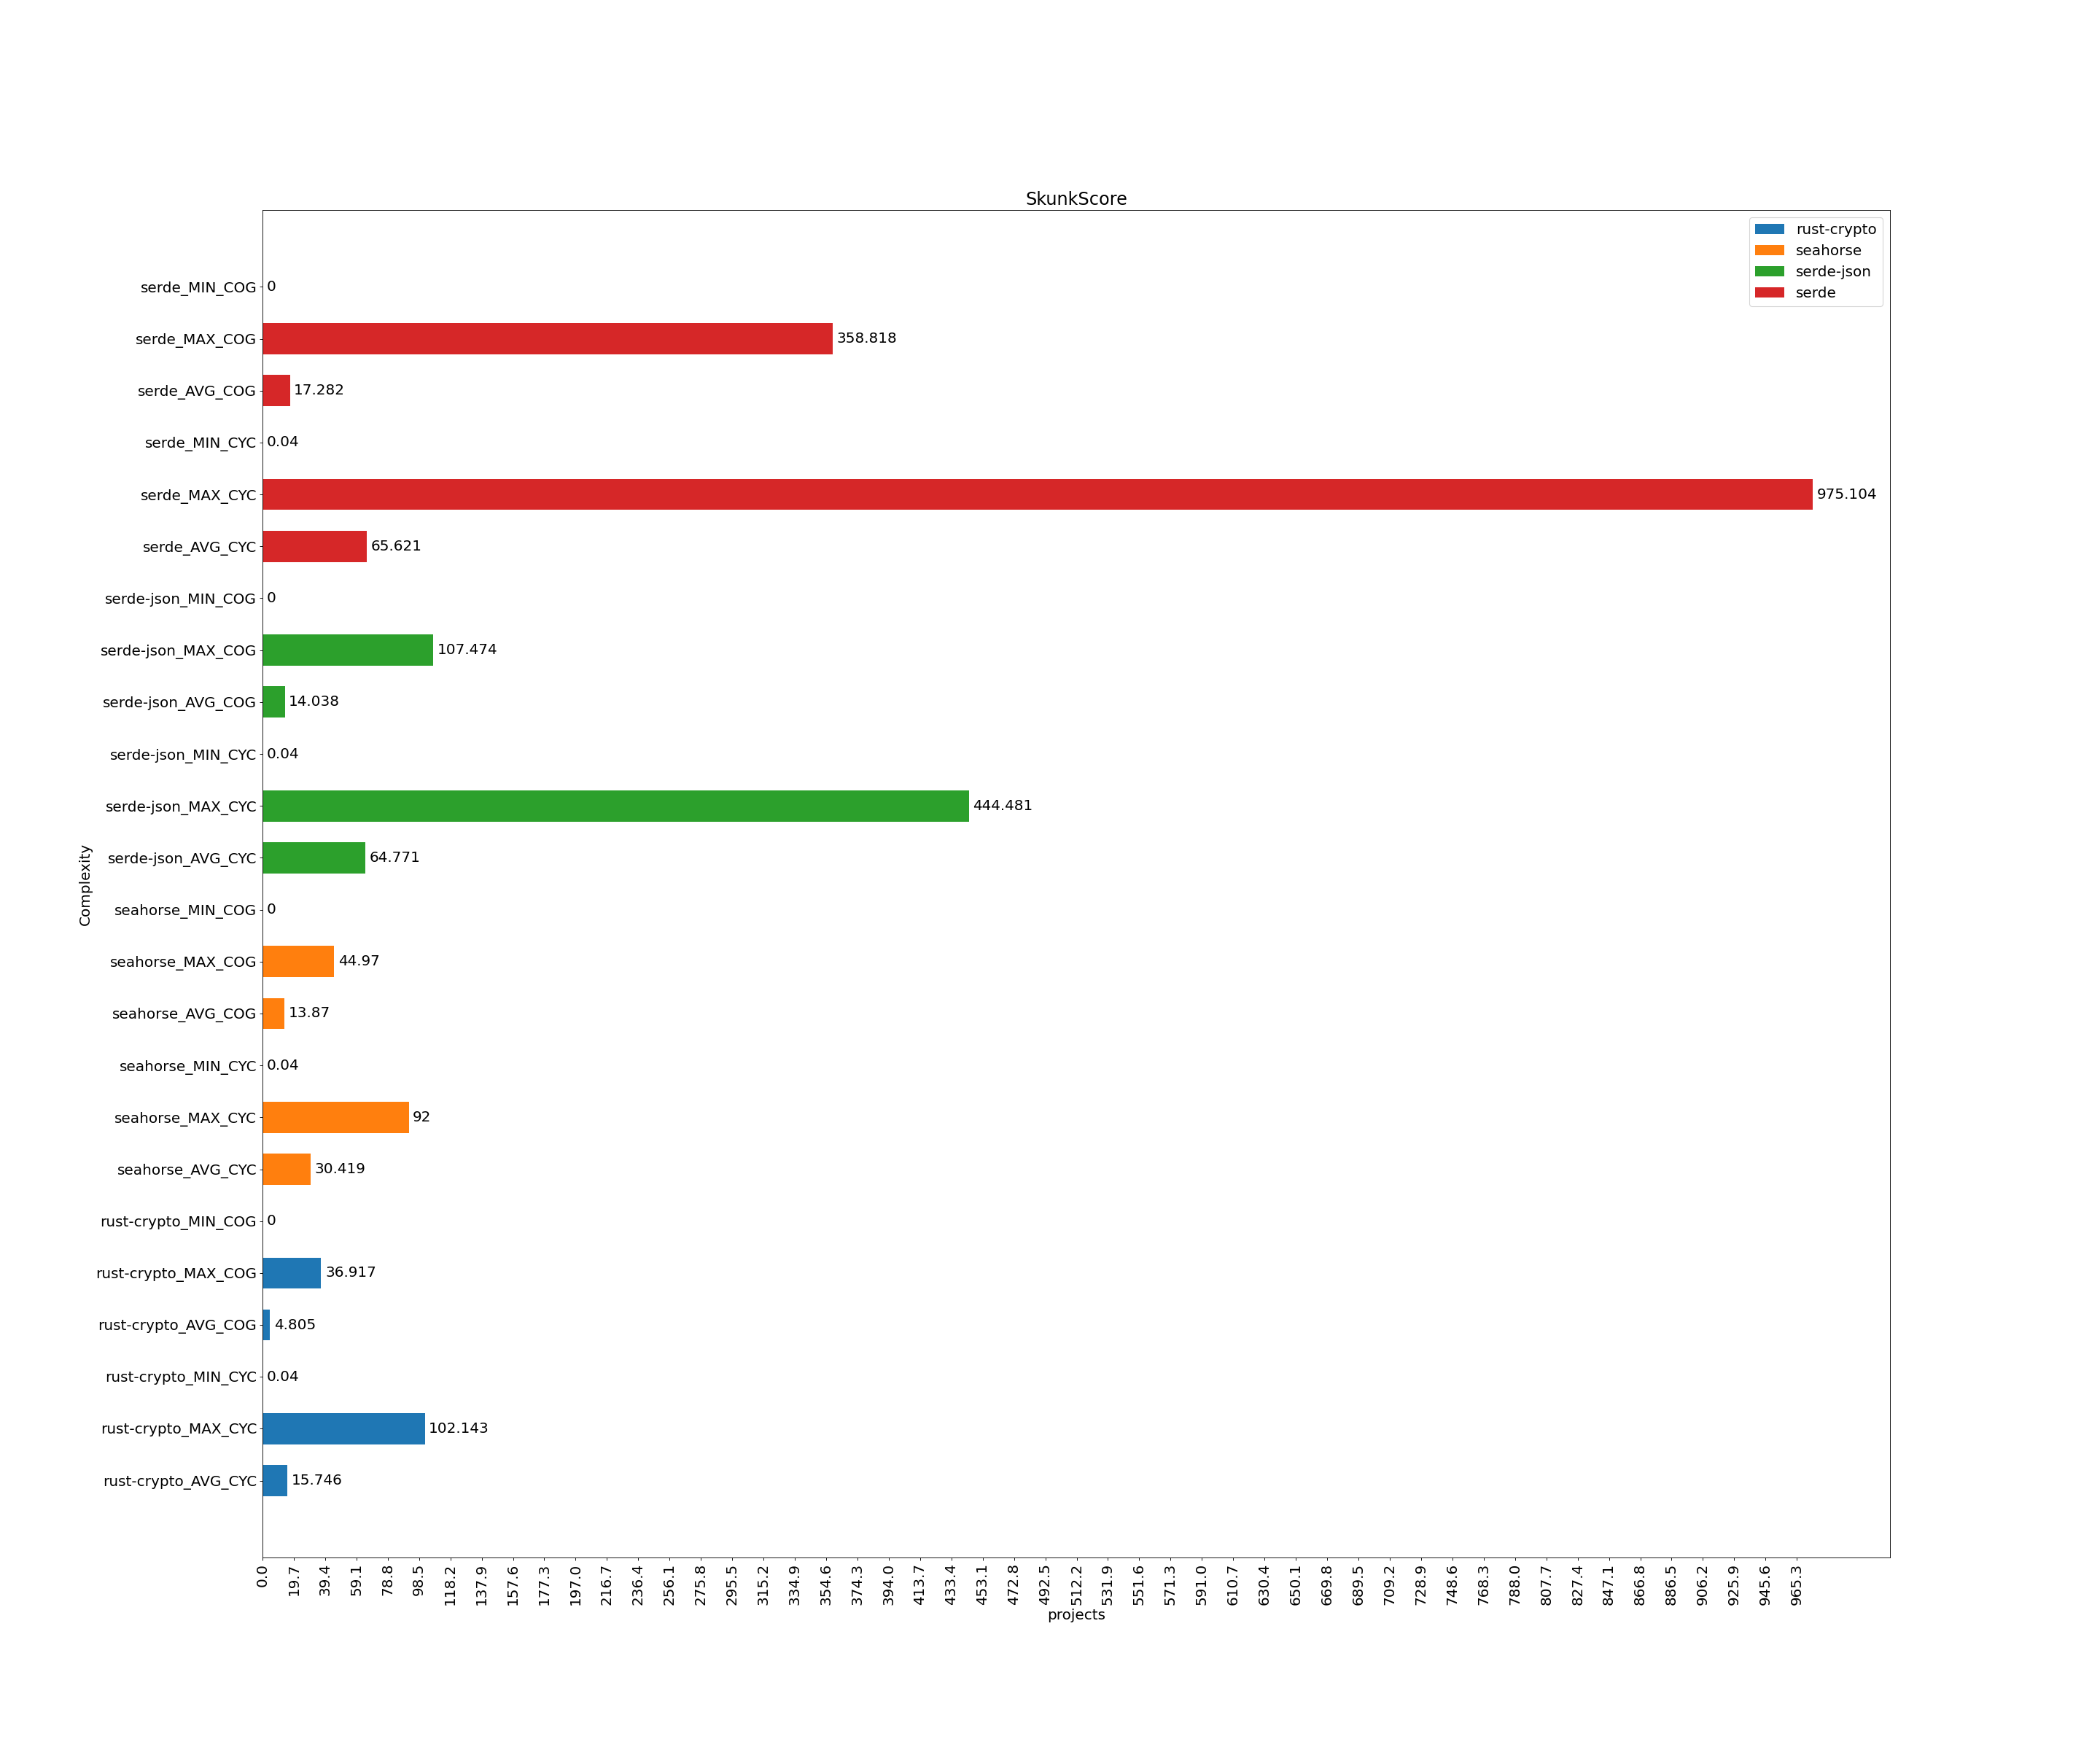 SkunkScore
rust-crypto
seahorse
serde-json
serde
serde_MIN_COG 0
serde_MAX_COG 358.818
serde_AVG_COG 17.282
serde_MIN_CYC 0.04
serde_MAX_CYC 975.104
serde_AVG_CYC 65.621
serde-json_MIN_COG 0
serde-json_MAX_COG 107.474
serde-json_AVG_COG 14.038
serde-json_MIN_CYC 0.04
serde-json_MAX_CYC 444.481
serde-json_AVG_CYC 64.771
Complexity
seahorse_MIN_COG 0
seahorse_MAX_COG 44.97
seahorse_AVG_COG 13.87
seahorse_MIN_CYC 0.04
seahorse_MAX_CYC 92
seahorse_AVG_CYC 30.419
rust-crypto_MIN_COG 0
rust-crypto_MAX_COG 36.917
rust-crypto_AVG_COG 4.805
rust-crypto_MIN_CYC 0.04
rust-crypto_MAX_CYC 102.143
rust-crypto_AVG_CYC 15.746
0.0 19.7 39.4 59.1 78.8 98.5 118.2 137.9 157.6 177.3 197.0 216.7 236.4 256.1 275.8 295.5 315.2 334.9 354.6 374.3 394.0 413.7 433.4 453.1 472.8 492.5 512.2 531.9 551.6 571.3 591.0 610.7 630.4 650.1 669.8 689.5 709.2 728.9 748.6 768.3 788.0 807.7 827.4 847.1 866.8 886.5 906.2 925.9 945.6 965.3
projects